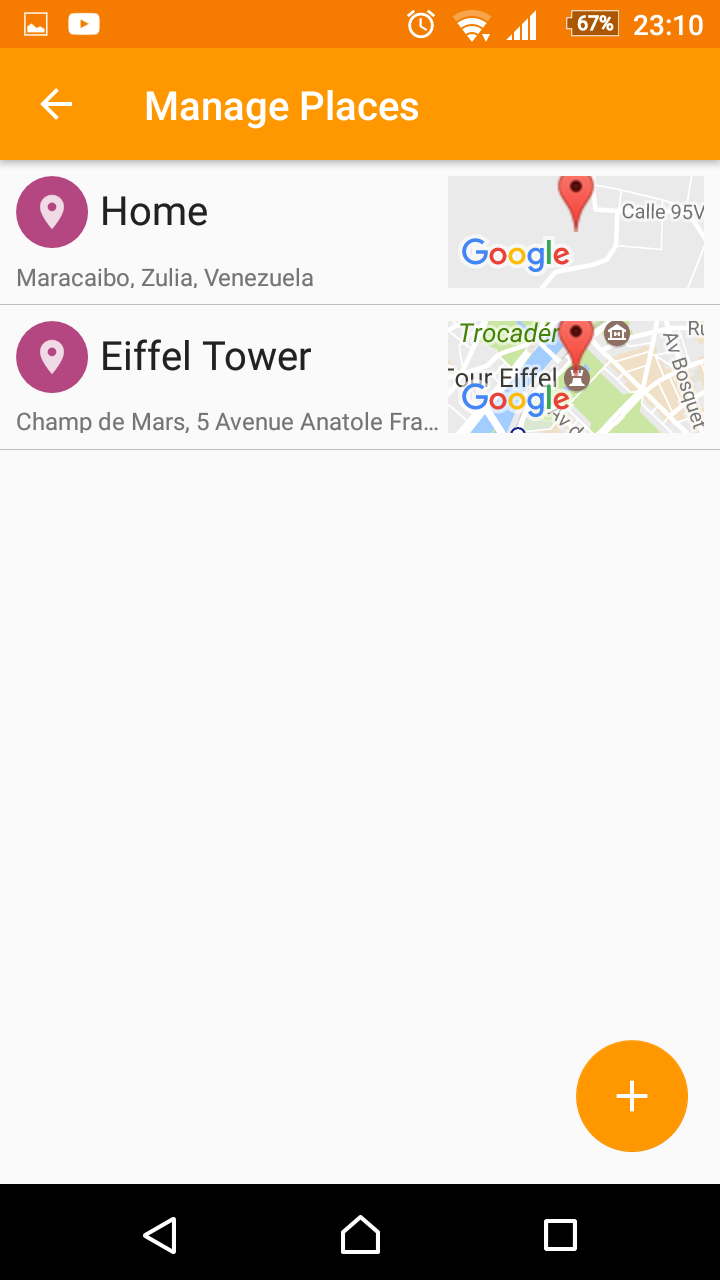 67% 23:10
Manage Places
Home
Calle 95V
Google
Maracaibo, Zulia, Venezuela
Trocadér
Ru
Eiffel Tower
Tour Eiffel
Av Bosquet
Google
Av d
Champ de Mars, 5 Avenue Anatole Fra...